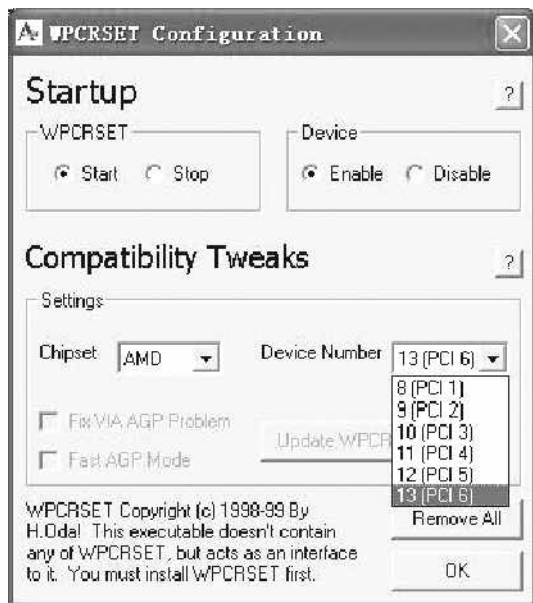 WPCRSET Configuration
Startup
?
WPCRSET
Start
Stop
Device
Enable
Disable
Compatibility Tweaks
?
Settings
Chipset
AMD
Device Number
13 (PCI 6)
8 (PCI 1)
9 (PCI 2)
10 (PCI 3)
11 (PCI 4)
12 (PCI 5)
13 (PCI 6)
Fix VIA AGP Problem
Fast AGP Mode
Update WPCR
Remove All
OK
WPCRSET Copyright (c) 1998-99 By
H.Oda! This executable doesn't contain
any of WPCRSET, but acts as an interface
to it. You must install WPCRSET first.